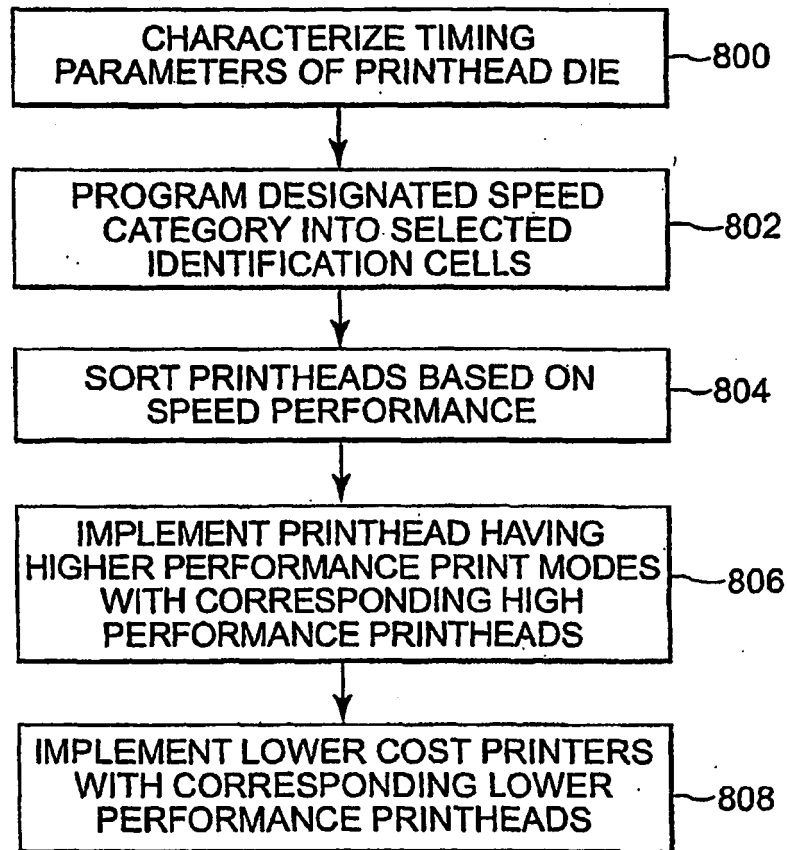 CHARACTERIZE TIMING
PARAMETERS OF PRINTHEAD DIE
800
PROGRAM DESIGNATED SPEED
CATEGORY INTO SELECTED
IDENTIFICATION CELLS
802
SORT PRINTHEADS BASED ON
SPEED PERFORMANCE
804
IMPLEMENT PRINTHEAD HAVING
HIGHER PERFORMANCE PRINT MODES
WITH CORRESPONDING HIGH
PERFORMANCE PRINTHEADS
806
IMPLEMENT LOWER COST PRINTERS
WITH CORRESPONDING LOWER
PERFORMANCE PRINTHEADS
808